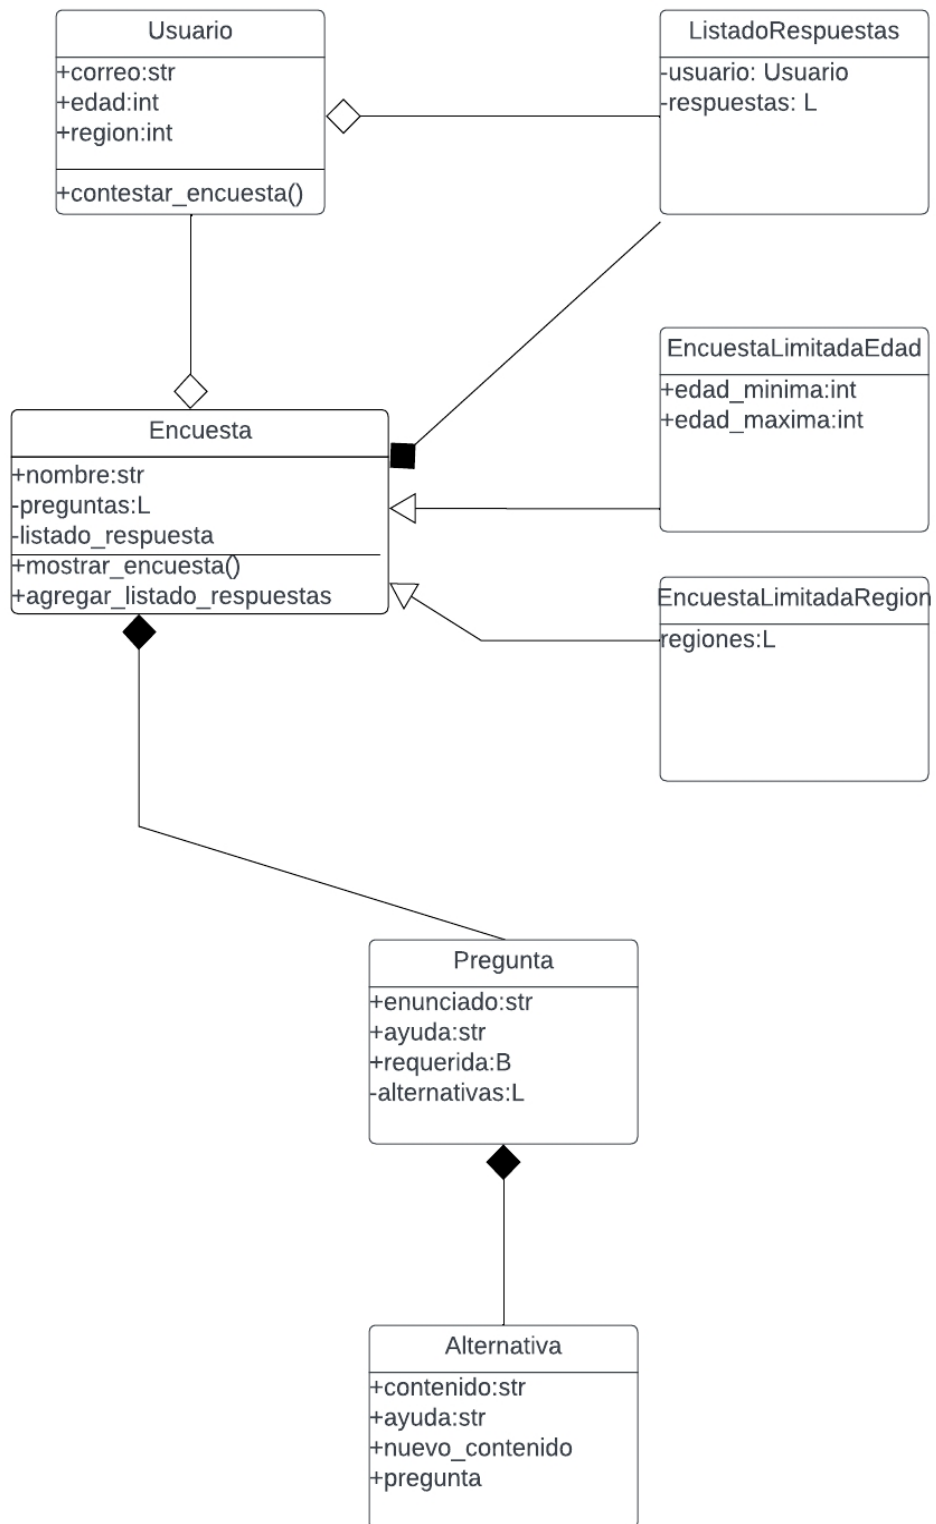 Usuario
+correo:str
+edad:int
+region:int
+contestar_encuesta()
ListadoRespuestas
-usuario: Usuario
-respuestas: L
EncuestaLimitadaEdad
+edad_minima:int
+edad_maxima:int
Encuesta
+nombre:str
-preguntas:L
-listado_respuesta
+mostrar_encuesta()
+agregar_listado_respuestas
EncuestaLimitadaRegion
regiones:L
Pregunta
+enunciado:str
+ayuda:str
+requerida:B
-alternativas:L
Alternativa
+contenido:str
+ayuda:str
+nuevo_contenido
+pregunta